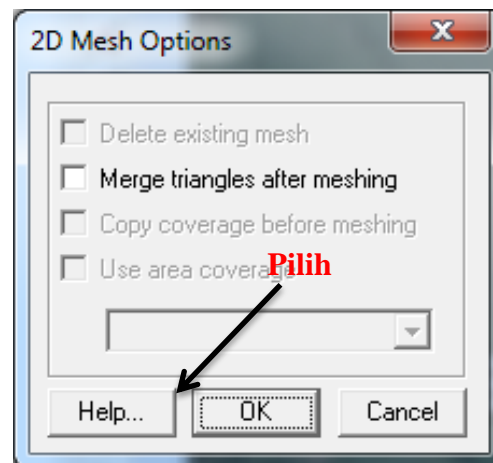 2D Mesh Options
Delete existing mesh
Merge triangles after meshing
Copy coverage before meshing
Use area coverage
Pilih
Help... OK Cancel